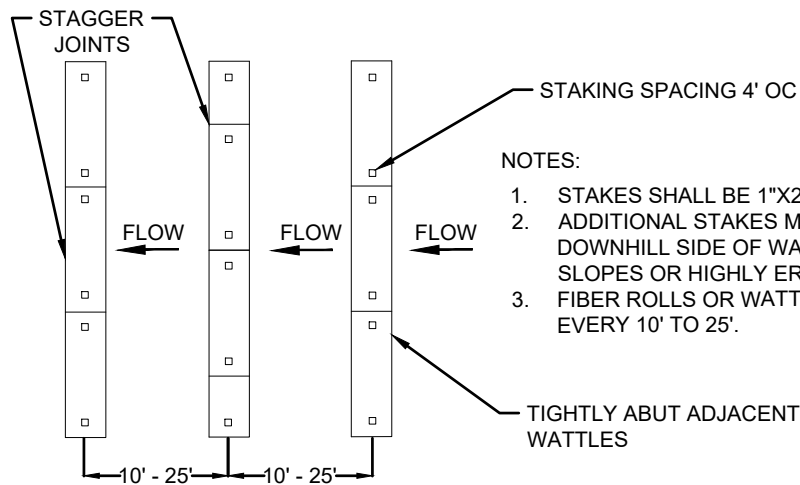 STAGGER
JOINTS
STAKING SPACING 4' OC
NOTES:
1. STAKES SHALL BE 1"X2
2. ADDITIONAL STAKES M
DOWNHILL SIDE OF WA
SLOPES OR HIGHLY ER
3. FIBER ROLLS OR WATT
EVERY 10' TO 25'.
FLOW
FLOW
FLOW
TIGHTLY ABUT ADJACENT
WATTLES
10' - 25'
10' - 25'